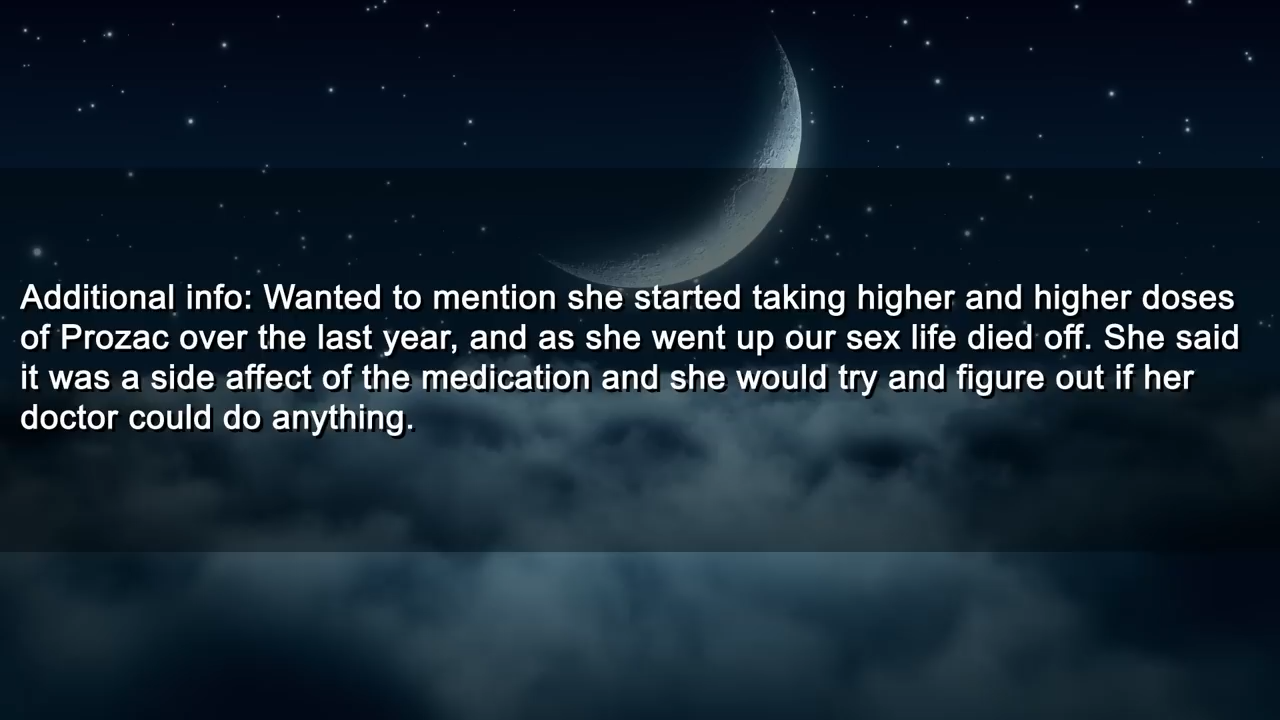 Additional info: Wanted to mention she started taking higher and higher doses
of Prozac over the last year, and as she went up our sex life died off. She said
it was a side affect of the medication and she would try and figure out if her
doctor could do anything.